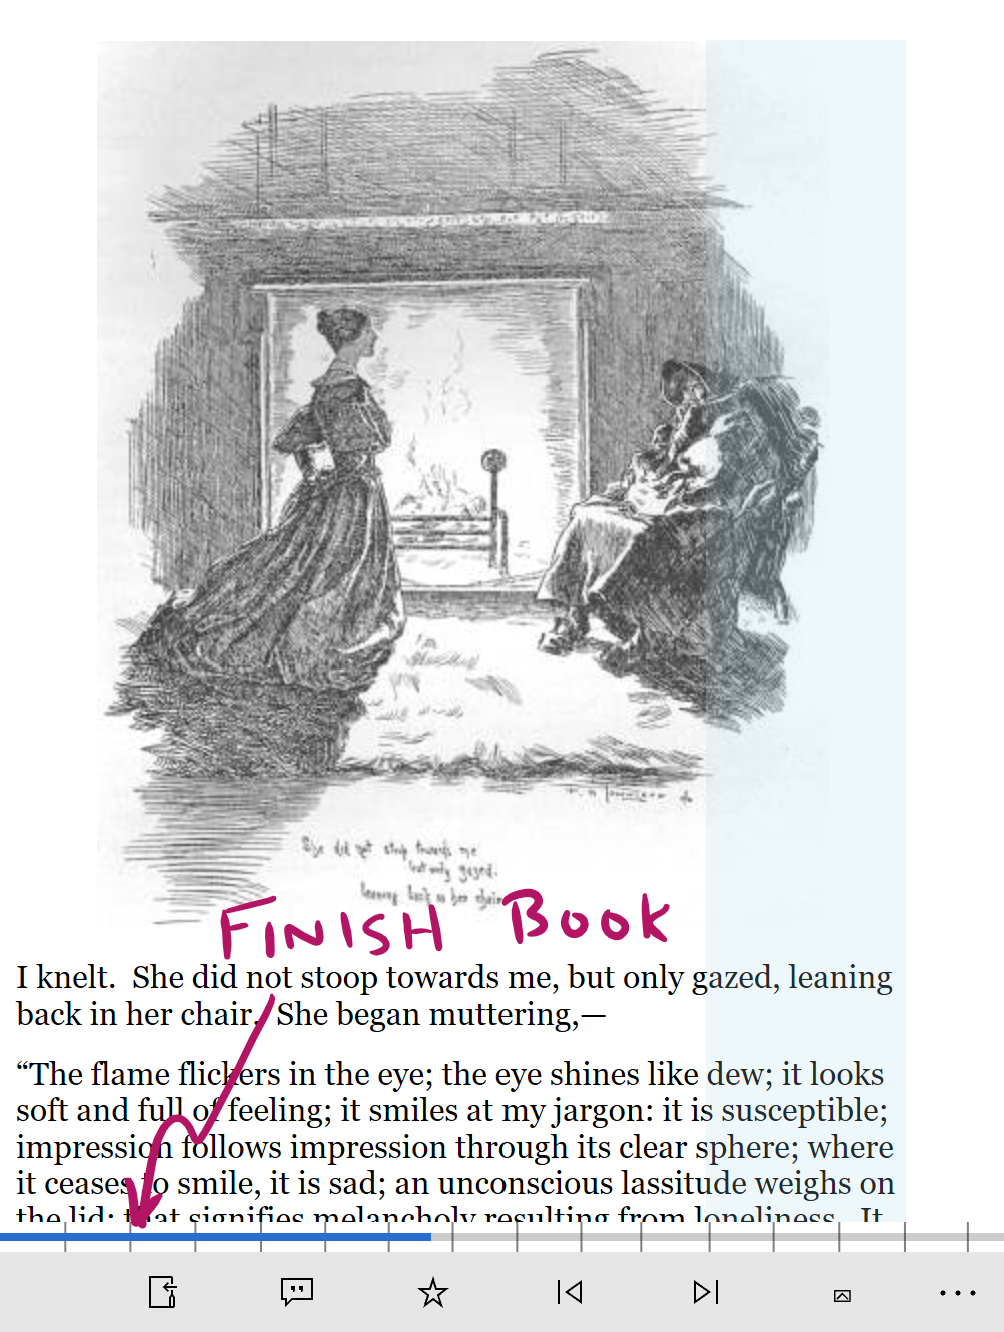 She did not stoop towards me
but only gazed.
leaning back in her chair
FINISH BOOK
I knelt.  She did not stoop towards me, but only gazed, leaning
back in her chair.  She began muttering,—
“The flame flickers in the eye; the eye shines like dew; it looks
soft and full of feeling; it smiles at my jargon: it is susceptible;
impression follows impression through its clear sphere; where
it ceases to smile, it is sad; an unconscious lassitude weighs on
the lid: that signifies melancholy resulting from loneliness.  It